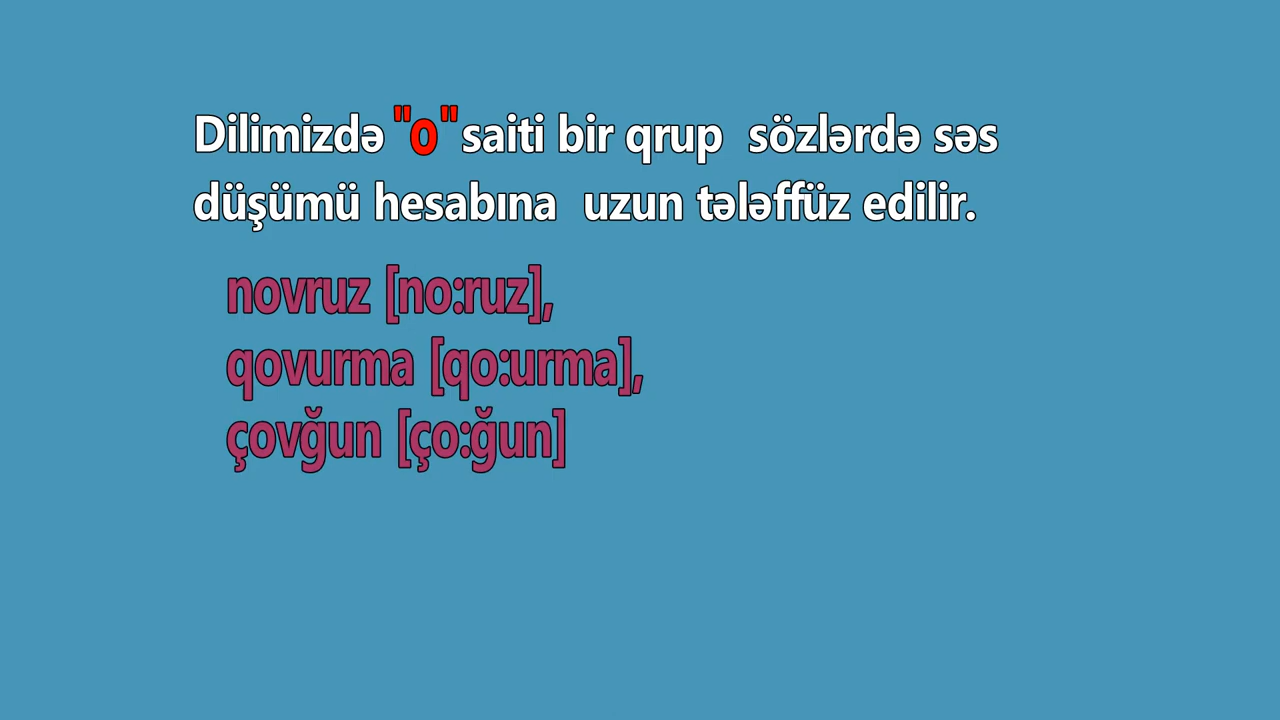 Dilimizdə "o" saiti bir qrup sözlərdə səs
düşümü hesabına uzun tələffüz edilir.
novruz [no:ruz],
qovurma [qo:urma],
çovğun [ço:ğun]